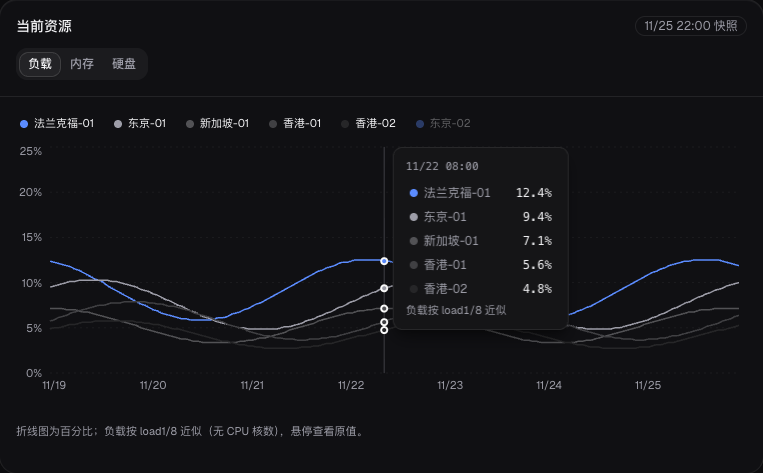 当前资源
11/25 22:00 快照
负载 内存 硬盘
法兰克福-01 东京-01 新加坡-01 香港-01 香港-02 东京-02
25%
20%
15%
10%
5%
0%
11/22 08:00
法兰克福-01 12.4%
东京-01 9.4%
新加坡-01 7.1%
香港-01 5.6%
香港-02 4.8%
负载按 load1/8 近似
11/19 11/20 11/21 11/22 11/23 11/24 11/25
折线图为百分比；负载按 load1/8 近似（无 CPU 核数），悬停查看原值。